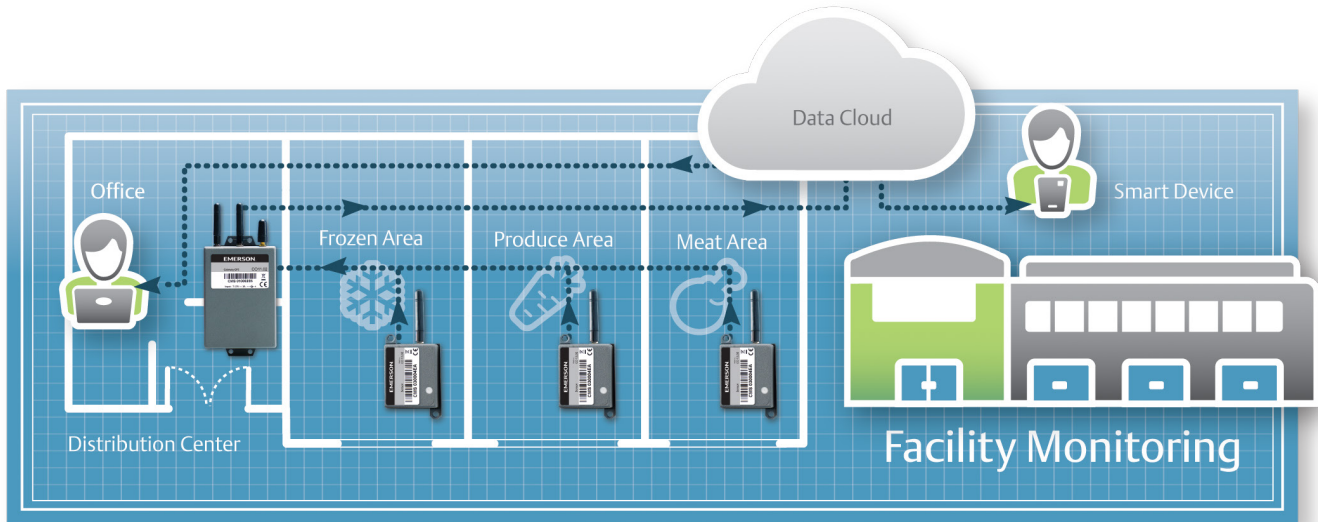 Data Cloud
Office
Smart Device
Frozen Area
Produce Area
Meat Area
EMERSON
EMERSON
EMERSON
EMERSON
Distribution Center
Facility Monitoring